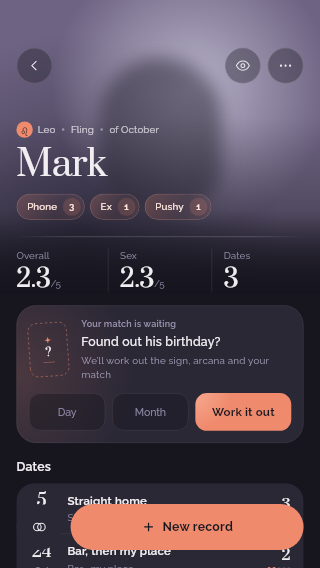 Leo • Fling • of October
Mark
Phone 3 Ex 1 Pushy 1
Overall Sex Dates
2.3/5 2.3/5 3
Your match is waiting
?
Found out his birthday?
We'll work out the sign, arcana and your
match
Day Month Work it out
Dates
5 Straight home 3
+ New record
24 Bar, then my place 2